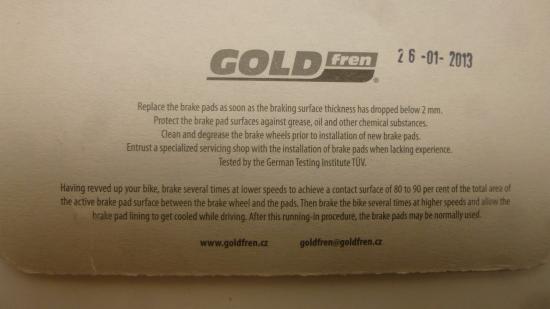 GOLD fren ®
26-01-2013
Replace the brake pads as soon as the braking surface thickness has dropped below 2 mm.
Protect the brake pad surfaces against grease, oil and other chemical substances.
Clean and degrease the brake wheels prior to installation of new brake pads.
Entrust a specialized servicing shop with the installation of brake pads when lacking experience.
Tested by the German Testing Institute TÜV.
Having revved up your bike, brake several times at lower speeds to achieve a contact surface of 80 to 90 per cent of the total area of
the active brake pad surface between the brake wheel and the pads. Then brake the bike several times at higher speeds and allow the
brake pad lining to get cooled while driving. After this running-in procedure, the brake pads may be normally used.
www.goldfren.cz goldfren@goldfren.cz